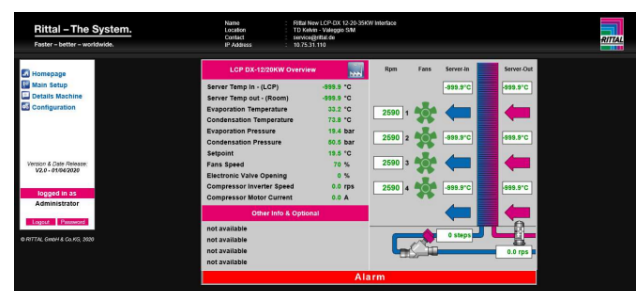 Rittal – The System.
Faster – better – worldwide.
Name : Rittal New LCP-DX 12-20-35KW Interface
Location : TD Kelvin - Valeggio S/M
Contact : service@rittal.de
IP Address : 10.75.31.110
RITTAL
Homepage
Main Setup
Details Machine
Configuration
Version & Date Release:
V2.0 - 01/04/2020
logged in as
Administrator
Logout Password
© RITTAL, GmbH & Co.KG, 2020
LCP DX-12/20KW Overview
Server Temp in - (LCP) -999.9 °C
Server Temp out - (Room) -999.9 °C
Evaporation Temperature 33.2 °C
Condensation Temperature 73.8 °C
Evaporation Pressure 19.4 bar
Condensation Pressure 50.5 bar
Setpoint 19.0 °C
Fans Speed 70 %
Electronic Valve Opening 0 %
Compressor Inverter Speed 0.0 rps
Compressor Motor Current 0.0 A
Other Info & Optional
not available
not available
not available
not available
Rpm Fans Server-In Server-Out
-999.9°C -999.9°C
2590 1
2590 2 -999.9°C -999.9°C
2590 3
2590 4 -999.9°C -999.9°C
0 steps
0.0 rps
Alarm